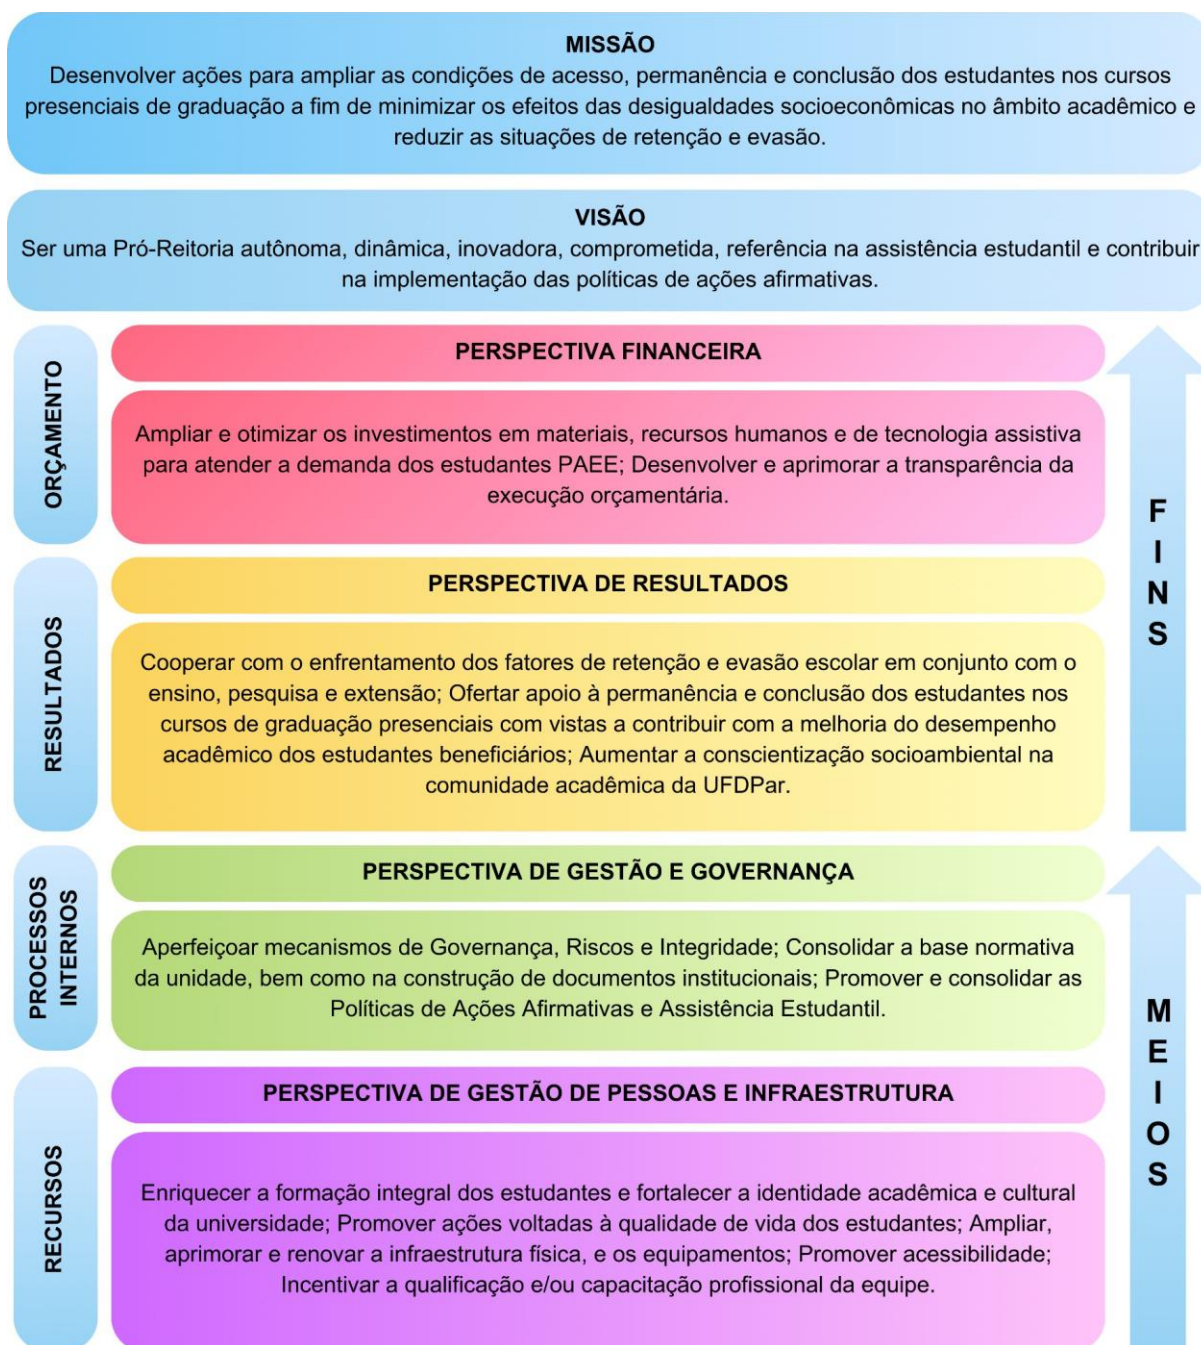 MISSÃO
Desenvolver ações para ampliar as condições de acesso, permanência e conclusão dos estudantes nos cursos
presenciais de graduação a fim de minimizar os efeitos das desigualdades socioeconômicas no âmbito acadêmico e
reduzir as situações de retenção e evasão.
VISÃO
Ser uma Pró-Reitoria autônoma, dinâmica, inovadora, comprometida, referência na assistência estudantil e contribuir
na implementação das políticas de ações afirmativas.
ORÇAMENTO
PERSPECTIVA FINANCEIRA
Ampliar e otimizar os investimentos em materiais, recursos humanos e de tecnologia assistiva
para atender a demanda dos estudantes PAEE; Desenvolver e aprimorar a transparência da
execução orçamentária.
RESULTADOS
PERSPECTIVA DE RESULTADOS
Cooperar com o enfrentamento dos fatores de retenção e evasão escolar em conjunto com o
ensino, pesquisa e extensão; Ofertar apoio à permanência e conclusão dos estudantes nos
cursos de graduação presenciais com vistas a contribuir com a melhoria do desempenho
acadêmico dos estudantes beneficiários; Aumentar a conscientização socioambiental na
comunidade acadêmica da UFDPar.
FINS
PROCESSOS
INTERNOS
PERSPECTIVA DE GESTÃO E GOVERNANÇA
Aperfeiçoar mecanismos de Governança, Riscos e Integridade; Consolidar a base normativa
da unidade, bem como na construção de documentos institucionais; Promover e consolidar as
Políticas de Ações Afirmativas e Assistência Estudantil.
RECURSOS
PERSPECTIVA DE GESTÃO DE PESSOAS E INFRAESTRUTURA
Enriquecer a formação integral dos estudantes e fortalecer a identidade acadêmica e cultural
da universidade; Promover ações voltadas à qualidade de vida dos estudantes; Ampliar,
aprimorar e renovar a infraestrutura física, e os equipamentos; Promover acessibilidade;
Incentivar a qualificação e/ou capacitação profissional da equipe.
MEIOS